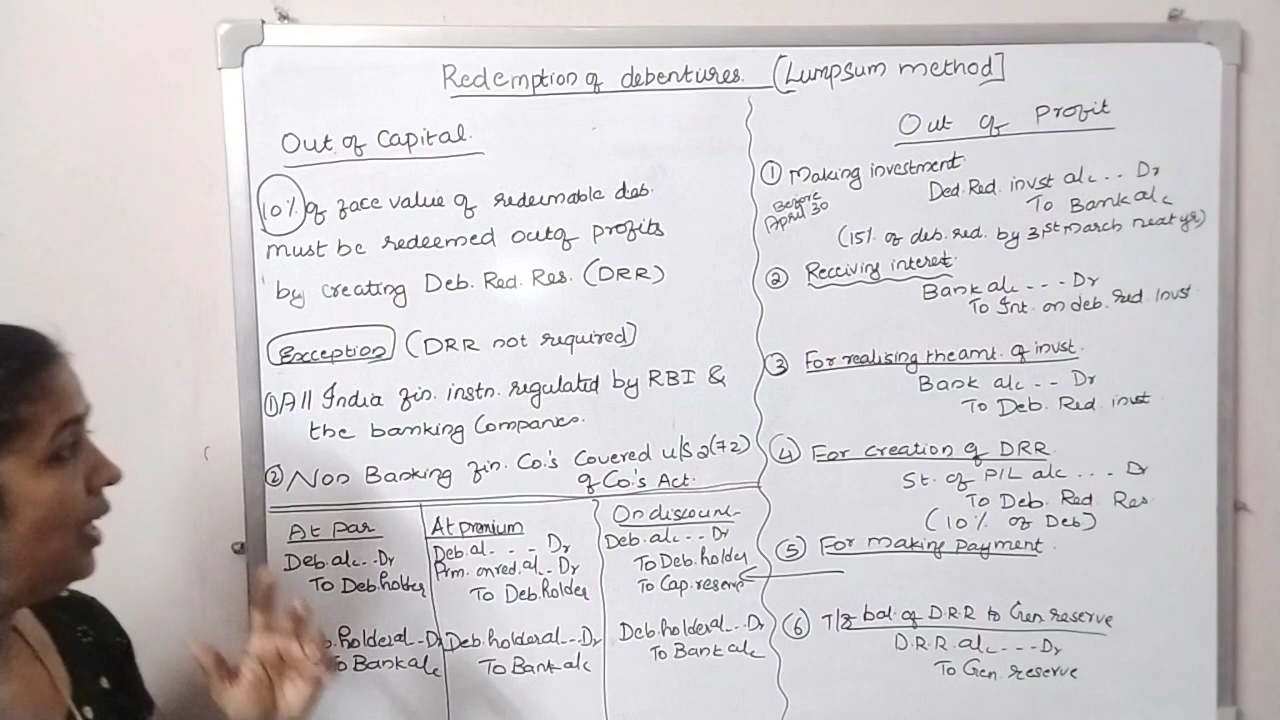 Redemption of debentures. (Lumpsum method]
Out of Capital.
10% of face value of redeemable deb.
must be redeemed out of profits
by creating Deb. Red. Res. (DRR)
Exception (DRR not required)
① All India fin. instn. regulated by RBI &
the banking Companies.
② Non Banking fin. Co.'s Covered u/s 2(72)
of Co.'s Act.
At Par
Deb. a/c .. Dr
To Deb. holder
holder a/c .. Dr
To Bank a/c
At premium
Deb. a/ - - - Dr
Prm. on red. a/ .. Dr
To Deb. holder
Deb. holder a/c - .. Dr
To Bank a/c
On discount
Deb. a/c - .. Dr
To Deb. holder
To Cap. reserve
Deb. holder a/c - .. Dr
To Bank a/c
Out of Profit
① Making investment
Before
April 30
Ded. Red. invst a/c .. Dr
To Bank a/c
(15% of deb. red. by 31st March next yr)
② Receiving interest.
Bank a/c - - - Dr
To Int. on deb. red invst
③ For realising the amt. of invst.
Bank a/c - - Dr
To Deb. Red. invst
④ For creation of DRR.
St. of P/L a/c ... Dr
To Deb. Red. Res.
(10% of Deb)
⑤ For making payment.
⑥ T/f bal. of D.R.R to Gen. reserve
D.R.R. a/c - - .. Dr
To Gen. reserve